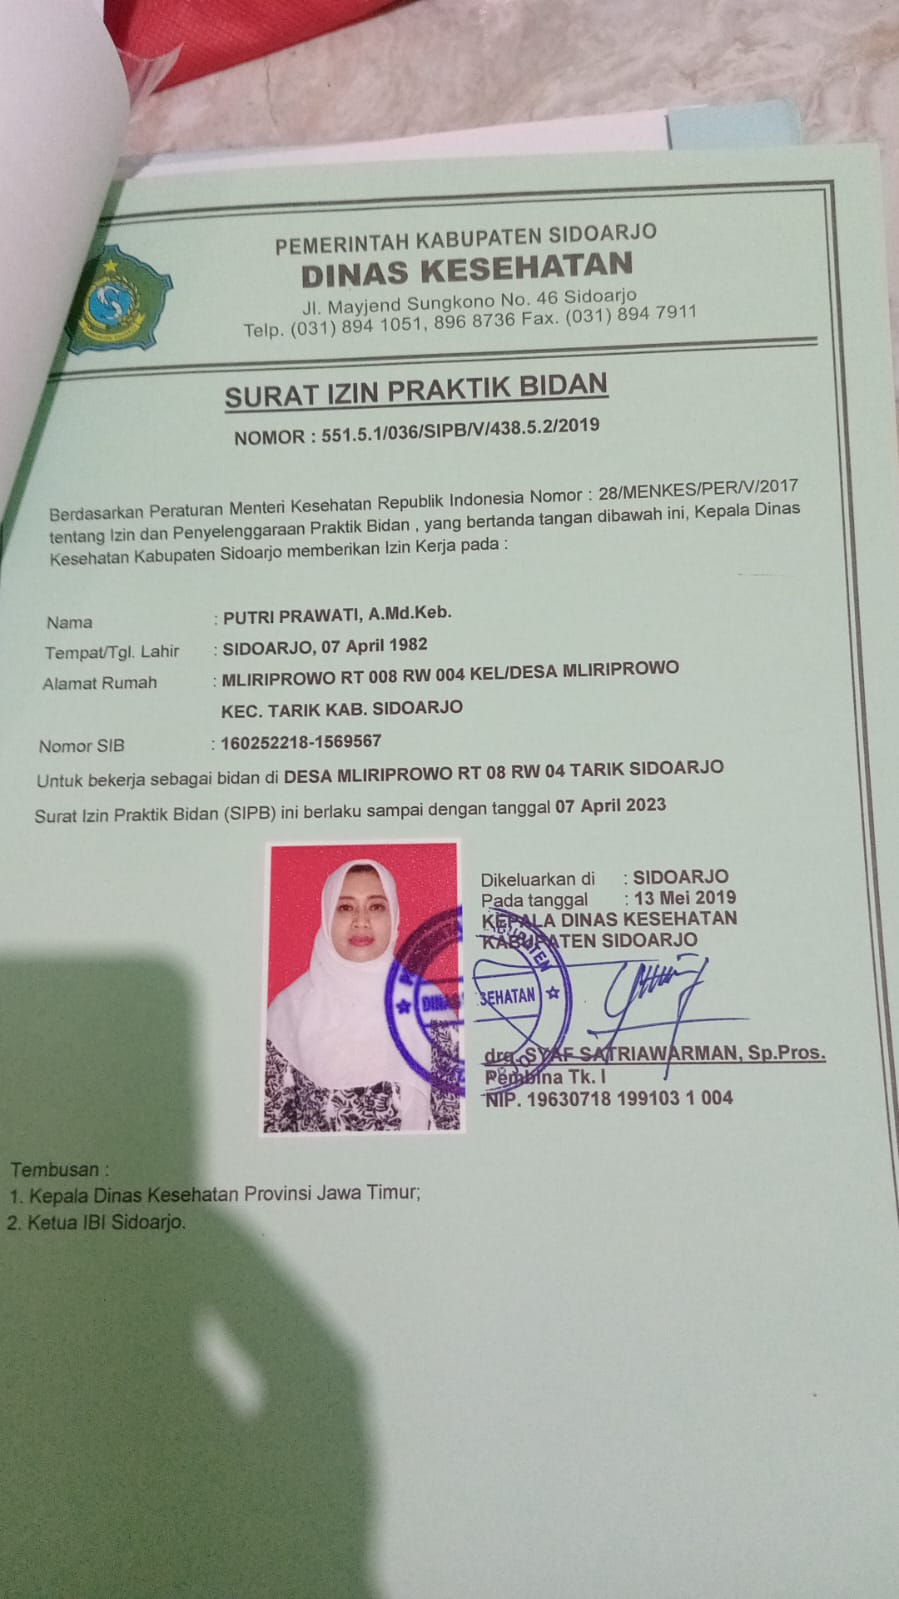 PEMERINTAH KABUPATEN SIDOARJO
DINAS KESEHATAN
Jl. Mayjend Sungkono No. 46 Sidoarjo
Telp. (031) 894 1051, 896 8736 Fax. (031) 894 7911
SURAT IZIN PRAKTIK BIDAN
NOMOR : 551.5.1/036/SIPB/V/438.5.2/2019
Berdasarkan Peraturan Menteri Kesehatan Republik Indonesia Nomor : 28/MENKES/PER/V/2017
tentang Izin dan Penyelenggaraan Praktik Bidan , yang bertanda tangan dibawah ini, Kepala Dinas
Kesehatan Kabupaten Sidoarjo memberikan Izin Kerja pada :
Nama : PUTRI PRAWATI, A.Md.Keb.
Tempat/Tgl. Lahir : SIDOARJO, 07 April 1982
Alamat Rumah : MLIRIPROWO RT 008 RW 004 KEL/DESA MLIRIPROWO
KEC. TARIK KAB. SIDOARJO
Nomor SIB : 160252218-1569567
Untuk bekerja sebagai bidan di DESA MLIRIPROWO RT 08 RW 04 TARIK SIDOARJO
Surat Izin Praktik Bidan (SIPB) ini berlaku sampai dengan tanggal 07 April 2023
Dikeluarkan di : SIDOARJO
Pada tanggal : 13 Mei 2019
KEPALA DINAS KESEHATAN
KABUPATEN SIDOARJO
DINAS SEHATAN
drg. SYAF SATRIAWARMAN, Sp.Pros.
Pembina Tk. I
NIP. 19630718 199103 1 004
Tembusan :
1. Kepala Dinas Kesehatan Provinsi Jawa Timur;
2. Ketua IBI Sidoarjo.